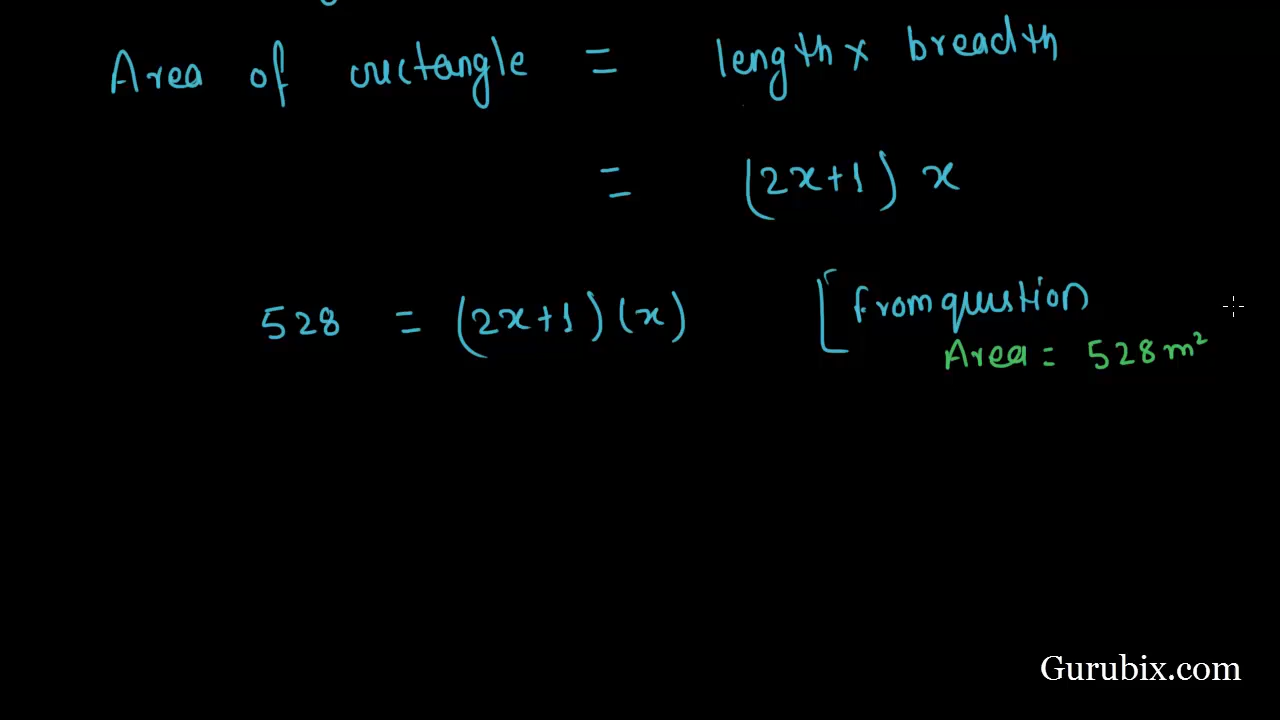 Area of rectangle = length × breadth
= (2x+1) x
528 = (2x+1)(x) [from question
Area = 528 m²
Gurubix.com